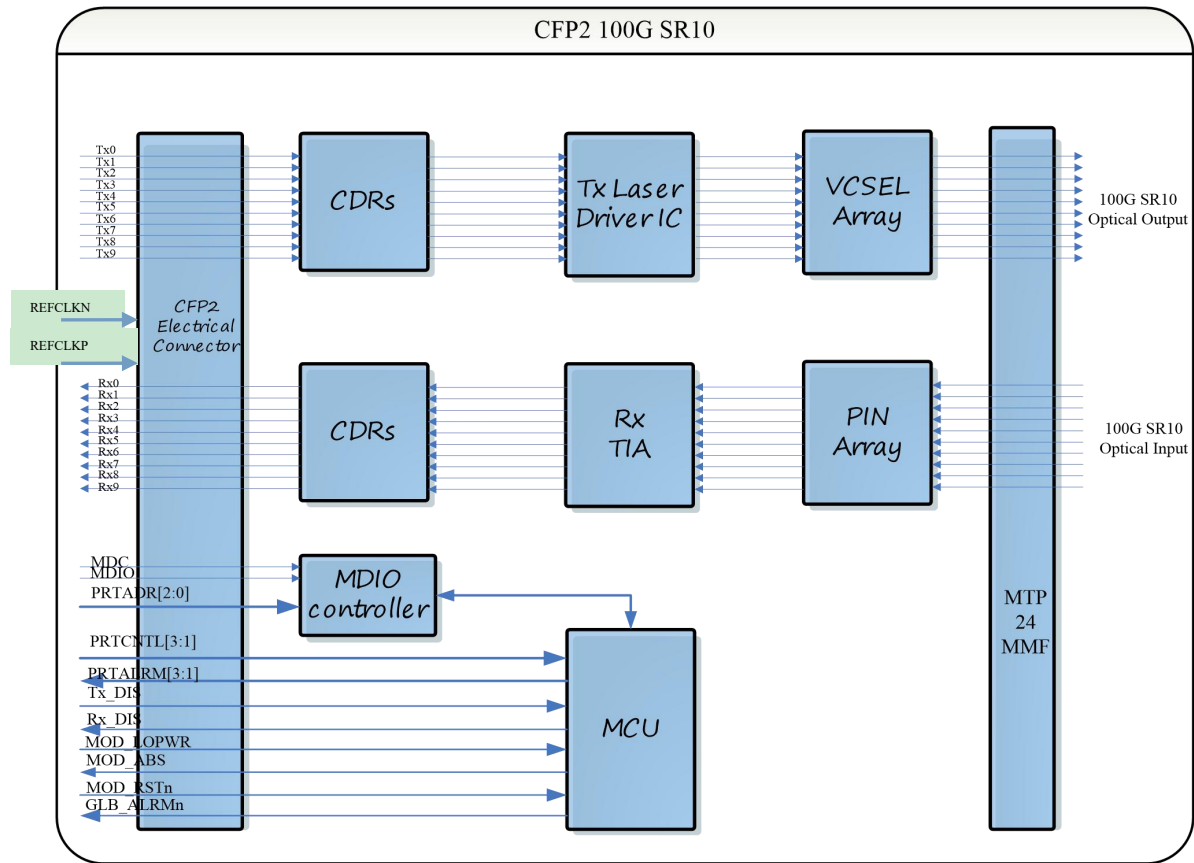 CFP2 100G SR10
Tx0
Tx1
Tx2
Tx3
Tx4
Tx5
Tx6
Tx7
Tx8
Tx9
CDRs
Tx Laser
Driver IC
VCSEL
Array
100G SR10
Optical Output
REFCLKN
REFCLKP
CFP2
Electrical
Connector
Rx0
Rx1
Rx2
Rx3
Rx4
Rx5
Rx6
Rx7
Rx8
Rx9
CDRs
Rx
TIA
PIN
Array
100G SR10
Optical Input
MDC
MDIO
PRTADR[2:0]
MDIO
controller
PRTCNTL[3:1]
PRTALRM[3:1]
Tx_DIS
Rx_DIS
MOD_LOPWR
MOD_ABS
MOD_RSTn
GLB_ALRMn
MCU
MTP
24
MMF